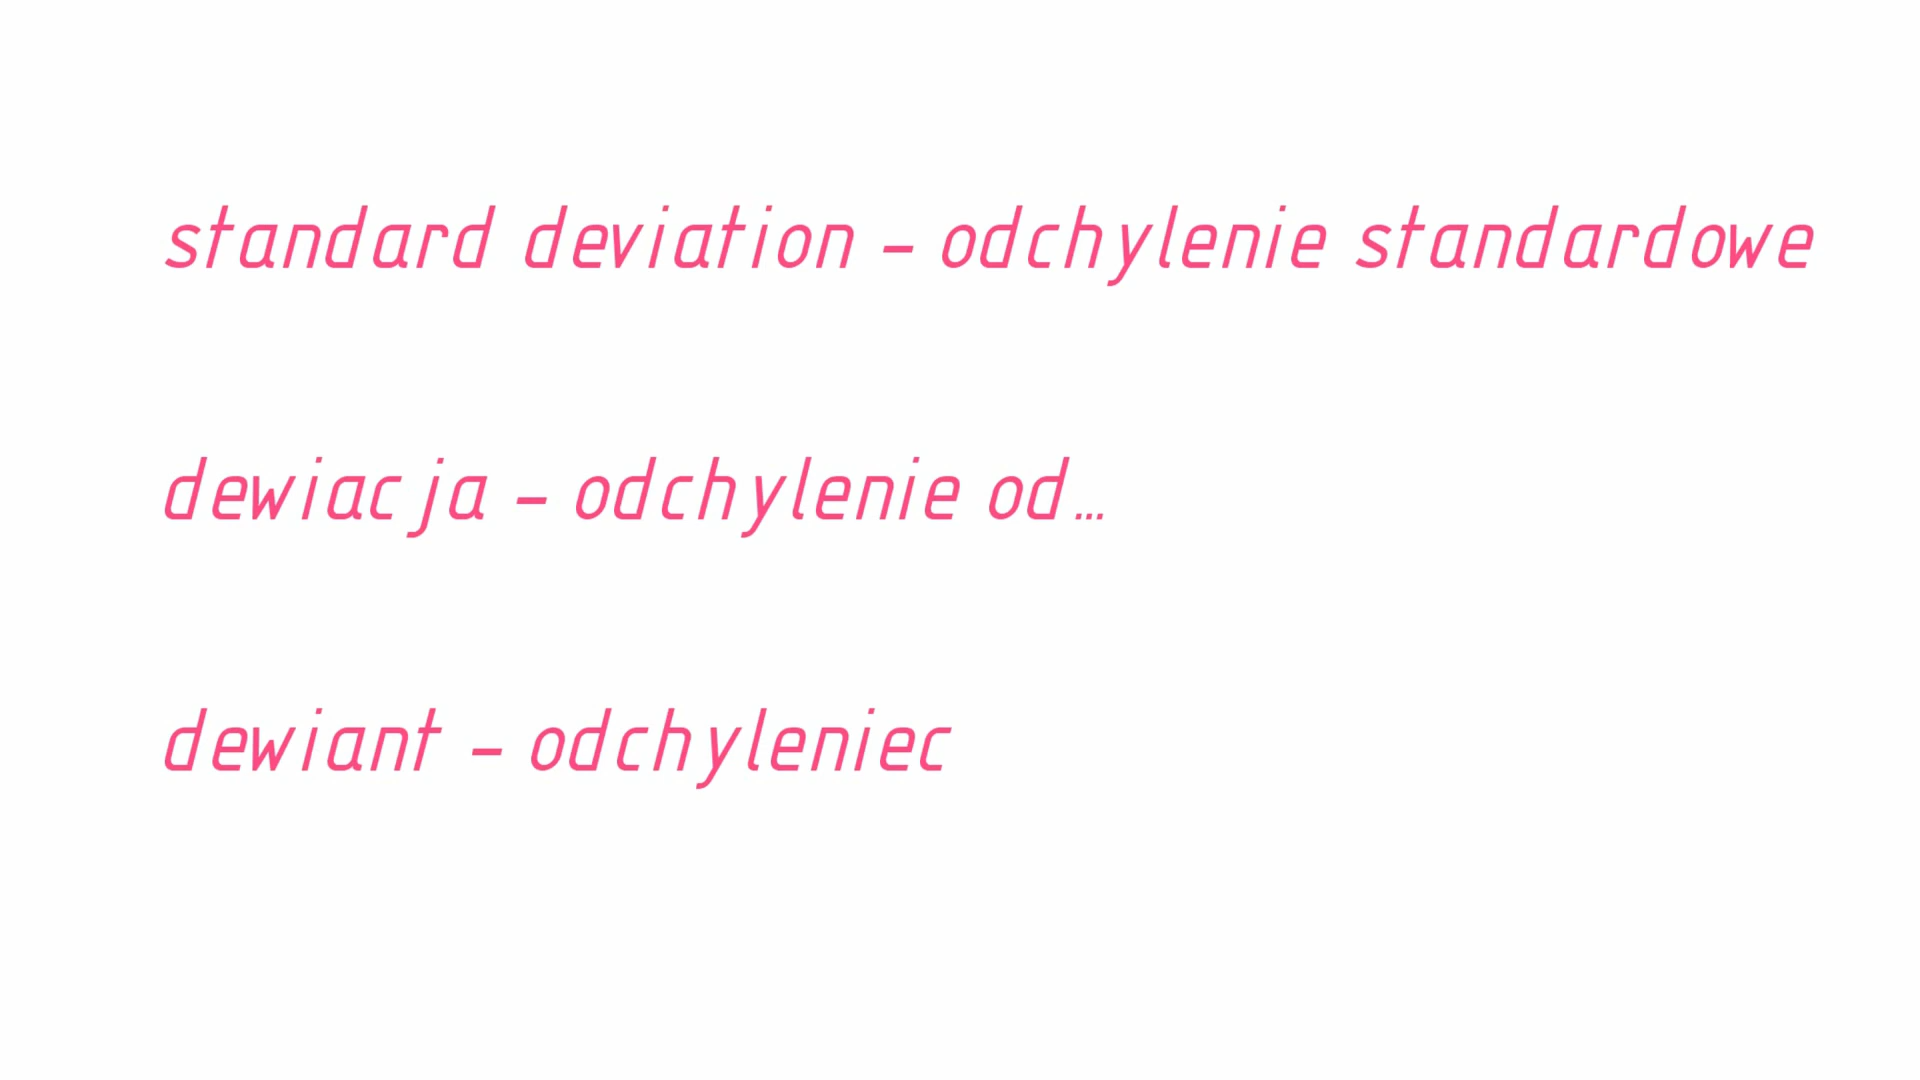 standard deviation - odchylenie standardowe
dewiacja - odchylenie od...
dewiant - odchyleniec